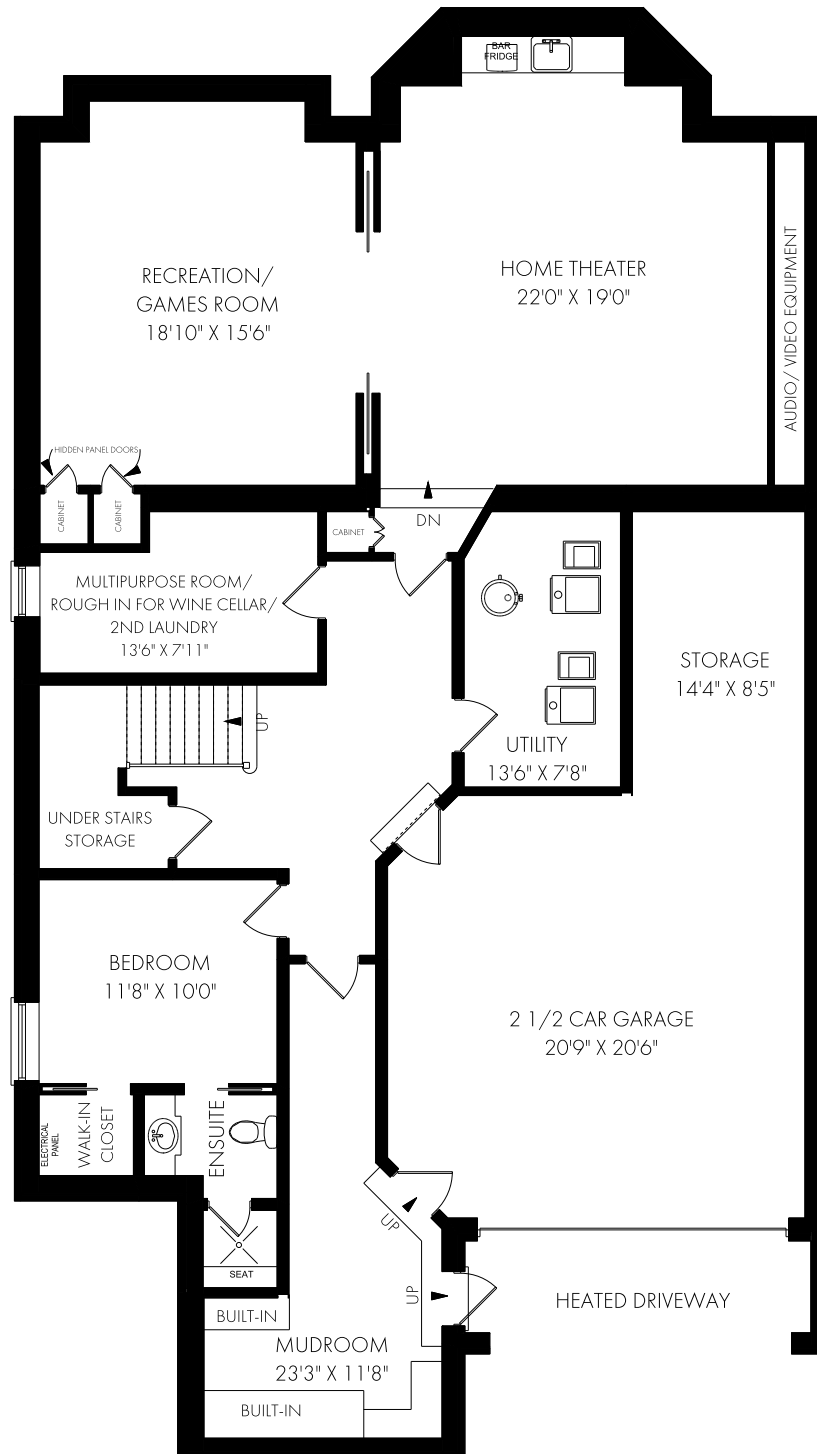 BAR
FRIDGE
RECREATION/
GAMES ROOM
18'10" X 15'6"
HOME THEATER
22'0" X 19'0"
AUDIO/ VIDEO EQUIPMENT
HIDDEN PANEL DOORS
CABINET
CABINET
CABINET
DN
MULTIPURPOSE ROOM/
ROUGH IN FOR WINE CELLAR/
2ND LAUNDRY
13'6" X 7'11"
STORAGE
14'4" X 8'5"
UP
UTILITY
13'6" X 7'8"
UNDER STAIRS
STORAGE
BEDROOM
11'8" X 10'0"
2 1/2 CAR GARAGE
20'9" X 20'6"
ELECTRICAL
PANEL
WALK-IN
CLOSET
ENSUITE
UP
SEAT
UP
HEATED DRIVEWAY
BUILT-IN
MUDROOM
23'3" X 11'8"
BUILT-IN